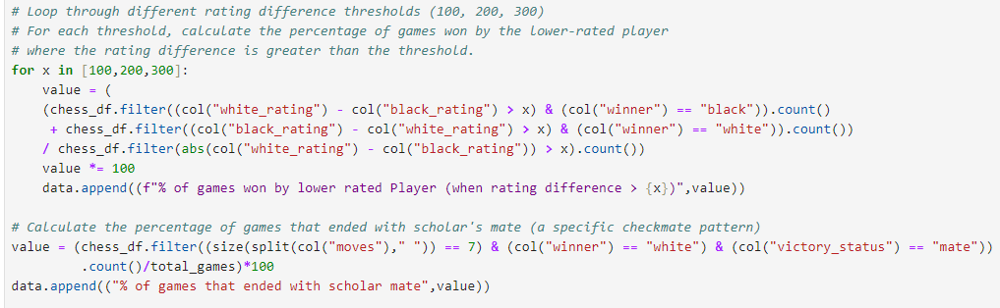 # Loop through different rating difference thresholds (100, 200, 300)
# For each threshold, calculate the percentage of games won by the lower-rated player
# where the rating difference is greater than the threshold.
for x in [100,200,300]:
    value = (
    (chess_df.filter((col("white_rating") - col("black_rating") > x) & (col("winner") == "black")).count()
     + chess_df.filter((col("black_rating") - col("white_rating") > x) & (col("winner") == "white")).count())
    / chess_df.filter(abs(col("white_rating") - col("black_rating")) > x).count())
    value *= 100
    data.append((f"% of games won by lower rated Player (when rating difference > {x})",value))

# Calculate the percentage of games that ended with scholar's mate (a specific checkmate pattern)
value = (chess_df.filter((size(split(col("moves")," ")) == 7) & (col("winner") == "white") & (col("victory_status") == "mate"))
         .count()/total_games)*100
data.append(("% of games that ended with scholar mate",value))